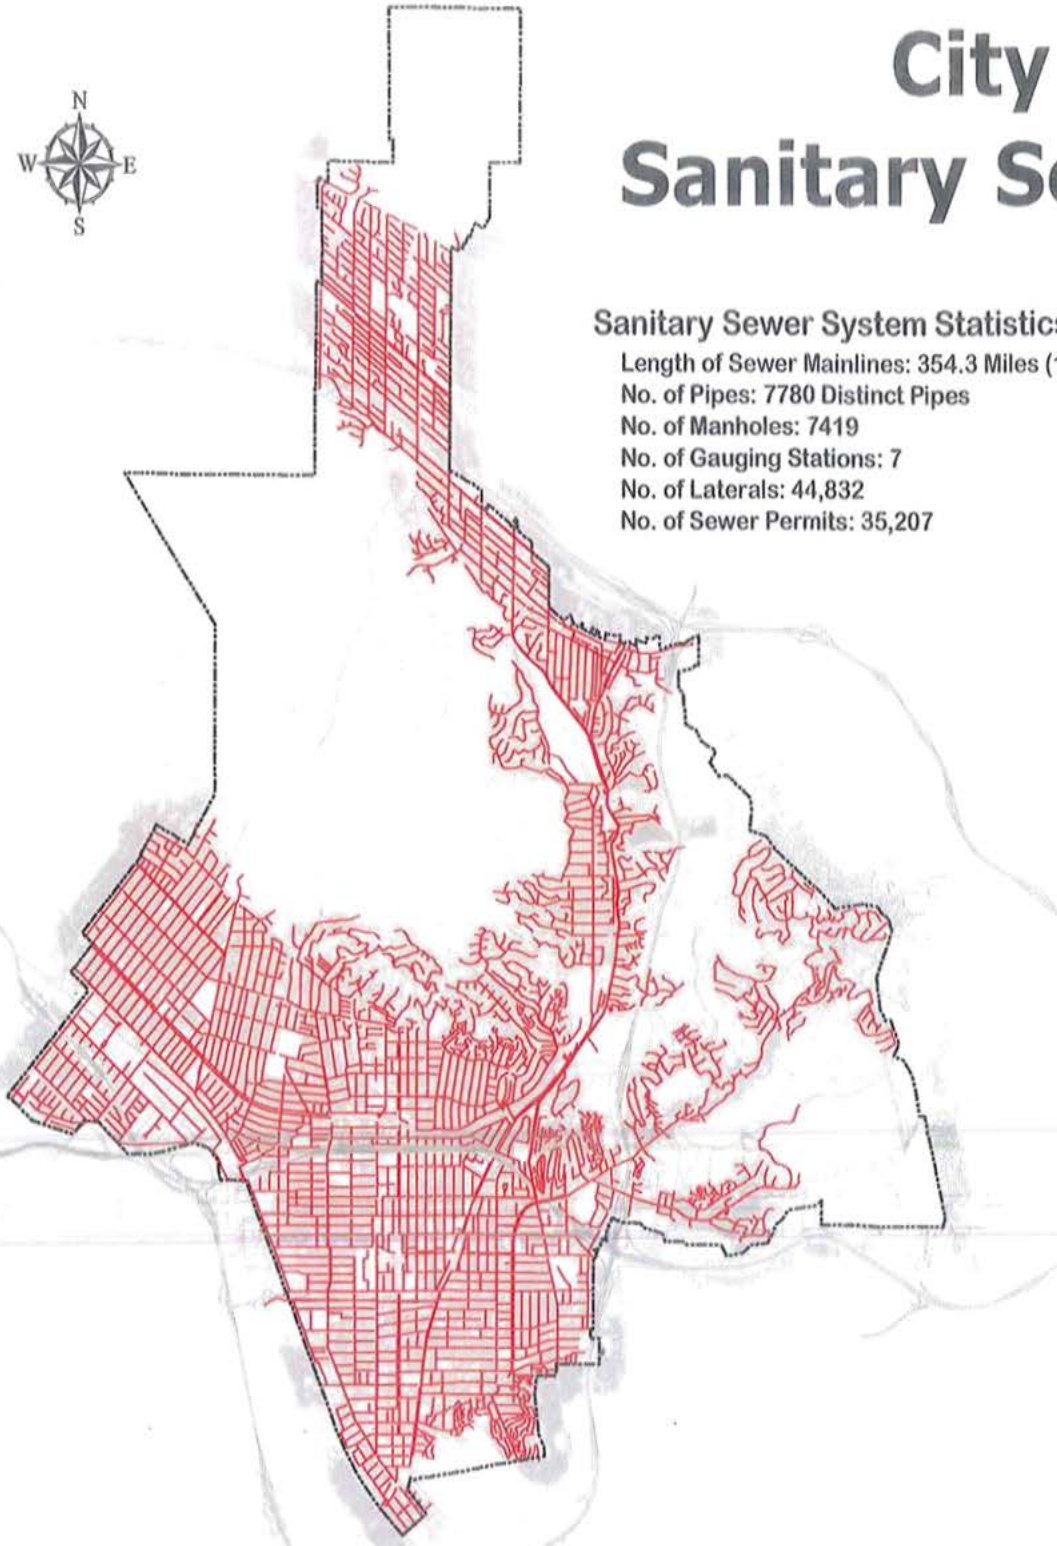 City
Sanitary Se
N
W E
S
Sanitary Sewer System Statistics
Length of Sewer Mainlines: 354.3 Miles (
No. of Pipes: 7780 Distinct Pipes
No. of Manholes: 7419
No. of Gauging Stations: 7
No. of Laterals: 44,832
No. of Sewer Permits: 35,207